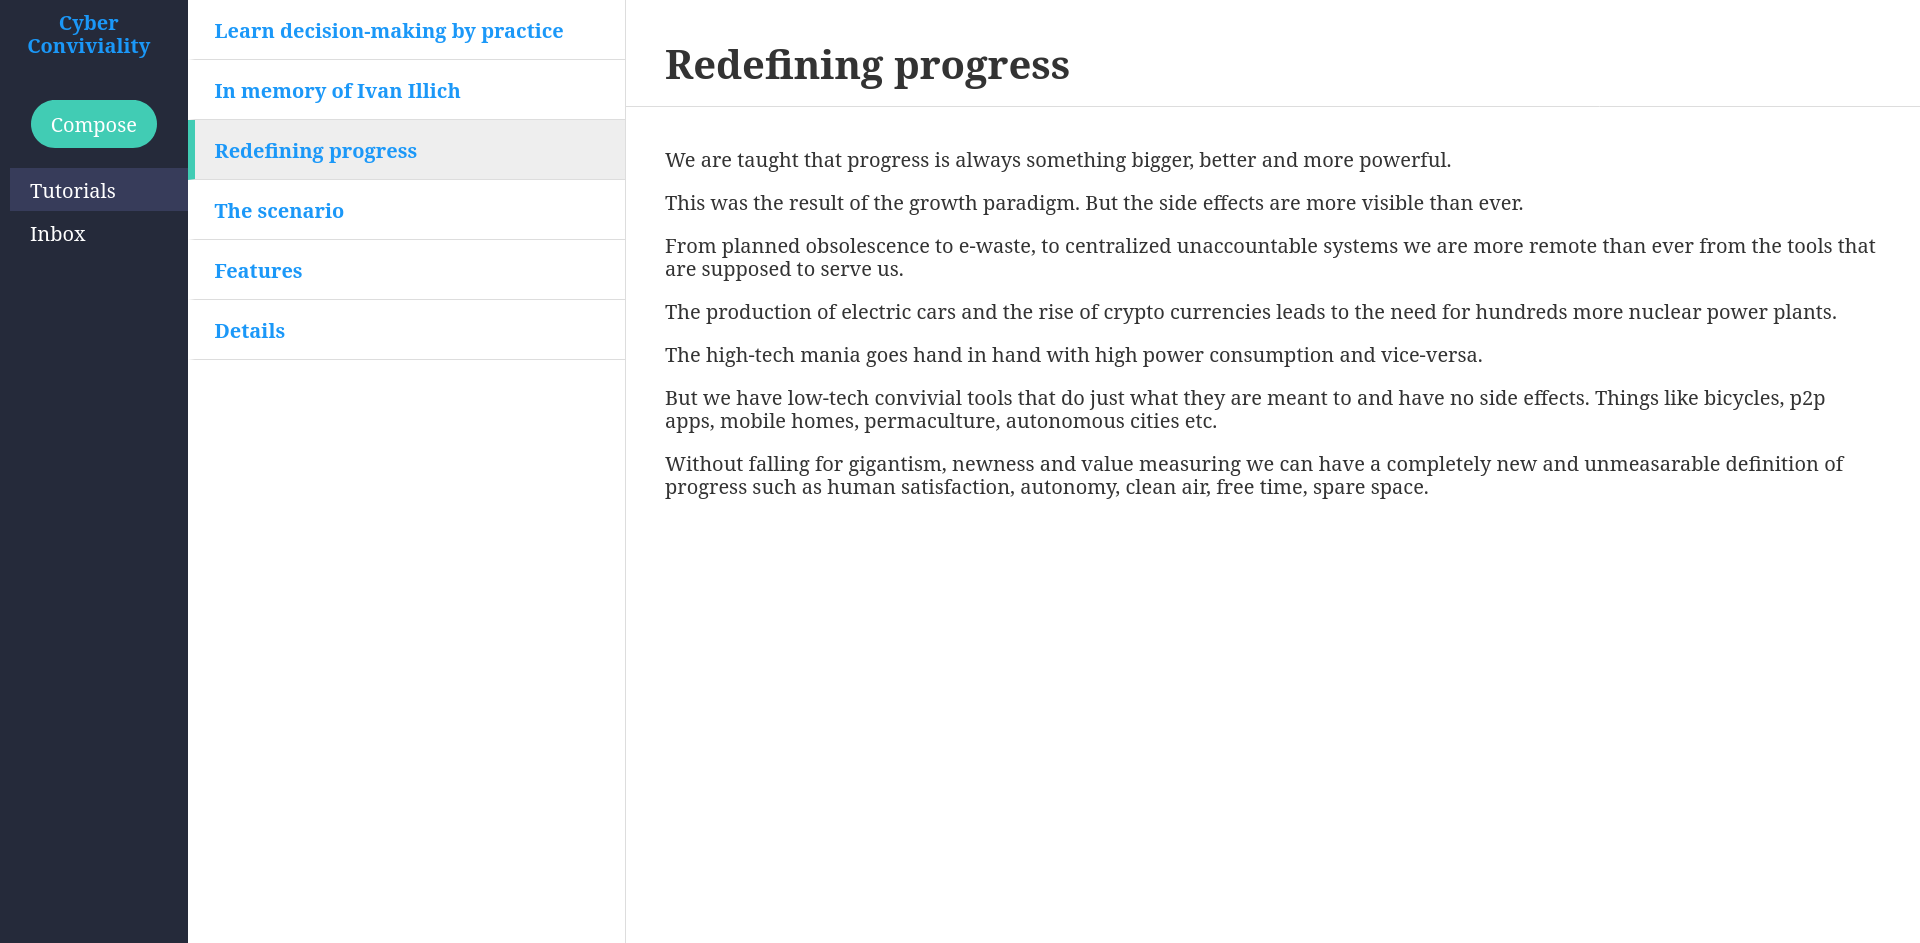 Cyber
Conviviality
Compose
Tutorials
Inbox
Learn decision-making by practice
In memory of Ivan Illich
Redefining progress
The scenario
Features
Details
Redefining progress
We are taught that progress is always something bigger, better and more powerful.
This was the result of the growth paradigm. But the side effects are more visible than ever.
From planned obsolescence to e-waste, to centralized unaccountable systems we are more remote than ever from the tools that
are supposed to serve us.
The production of electric cars and the rise of crypto currencies leads to the need for hundreds more nuclear power plants.
The high-tech mania goes hand in hand with high power consumption and vice-versa.
But we have low-tech convivial tools that do just what they are meant to and have no side effects. Things like bicycles, p2p
apps, mobile homes, permaculture, autonomous cities etc.
Without falling for gigantism, newness and value measuring we can have a completely new and unmeasarable definition of
progress such as human satisfaction, autonomy, clean air, free time, spare space.